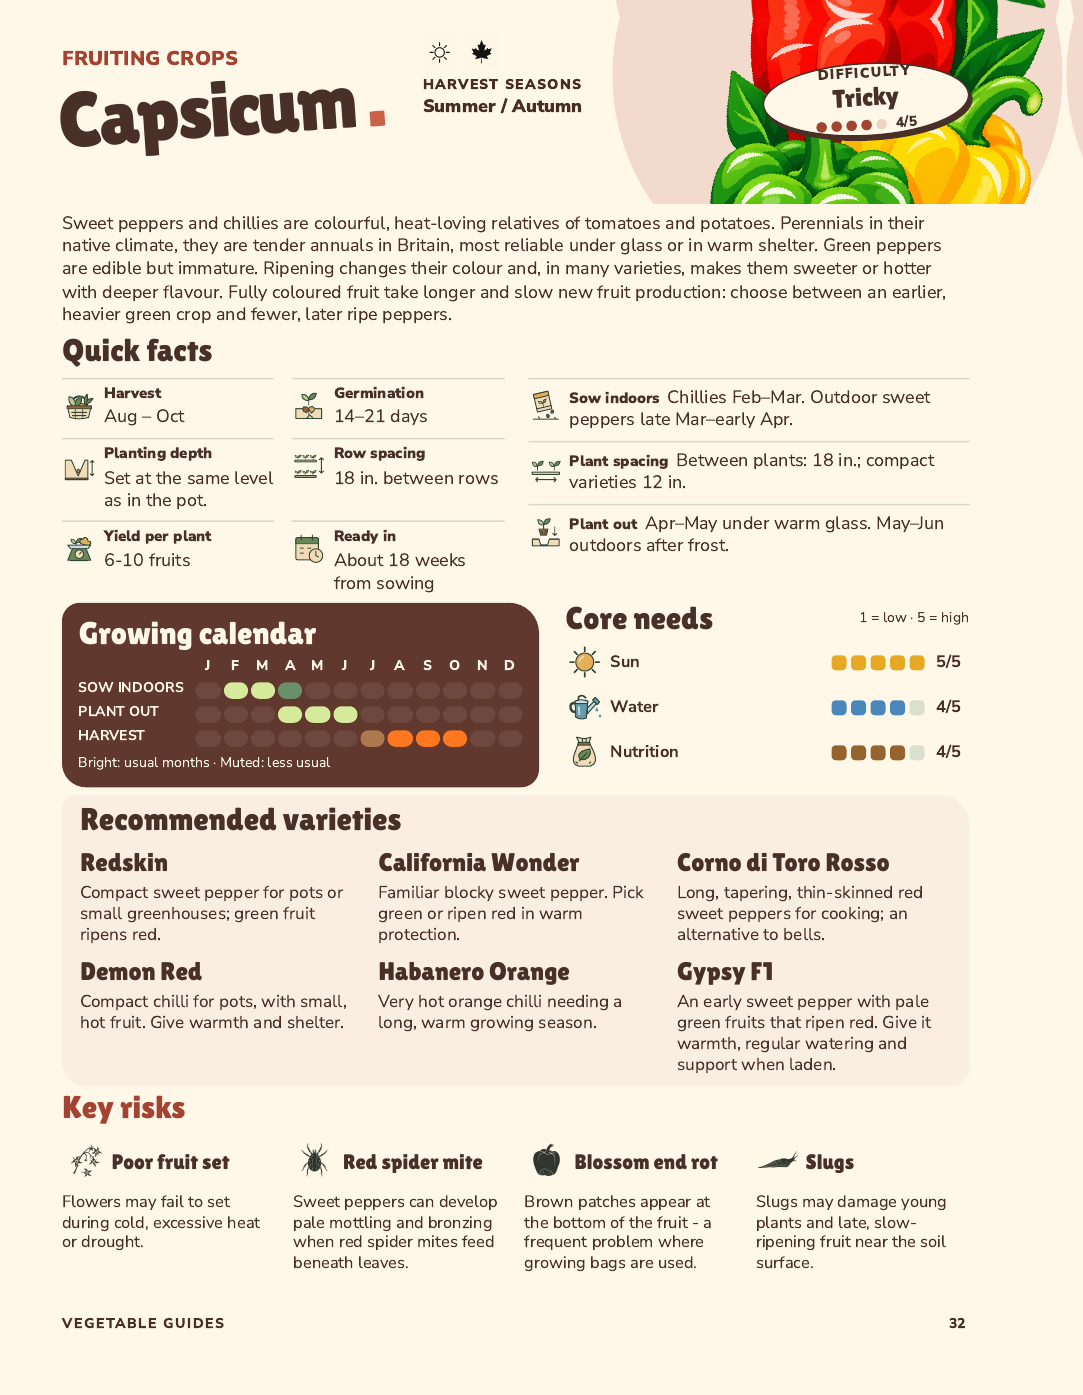 FRUITING CROPS
Capsicum.
HARVEST SEASONS
Summer / Autumn
DIFFICULTY
Tricky
4/5
Sweet peppers and chillies are colourful, heat-loving relatives of tomatoes and potatoes. Perennials in their
native climate, they are tender annuals in Britain, most reliable under glass or in warm shelter. Green peppers
are edible but immature. Ripening changes their colour and, in many varieties, makes them sweeter or hotter
with deeper flavour. Fully coloured fruit take longer and slow new fruit production: choose between an earlier,
heavier green crop and fewer, later ripe peppers.
Quick facts
Harvest
Aug – Oct
Germination
14–21 days
Sow indoors Chillies Feb–Mar. Outdoor sweet
peppers late Mar–early Apr.
Planting depth
Set at the same level
as in the pot.
Row spacing
18 in. between rows
Plant spacing Between plants: 18 in.; compact
varieties 12 in.
Yield per plant
6-10 fruits
Ready in
About 18 weeks
from sowing
Plant out Apr–May under warm glass. May–Jun
outdoors after frost.
Growing calendar
J F M A M J J A S O N D
SOW INDOORS
PLANT OUT
HARVEST
Bright: usual months · Muted: less usual
Core needs
1 = low · 5 = high
Sun 5/5
Water 4/5
Nutrition 4/5
Recommended varieties
Redskin
Compact sweet pepper for pots or
small greenhouses; green fruit
ripens red.
California Wonder
Familiar blocky sweet pepper. Pick
green or ripen red in warm
protection.
Corno di Toro Rosso
Long, tapering, thin-skinned red
sweet peppers for cooking; an
alternative to bells.
Demon Red
Compact chilli for pots, with small,
hot fruit. Give warmth and shelter.
Habanero Orange
Very hot orange chilli needing a
long, warm growing season.
Gypsy F1
An early sweet pepper with pale
green fruits that ripen red. Give it
warmth, regular watering and
support when laden.
Key risks
Poor fruit set
Flowers may fail to set
during cold, excessive heat
or drought.
Red spider mite
Sweet peppers can develop
pale mottling and bronzing
when red spider mites feed
beneath leaves.
Blossom end rot
Brown patches appear at
the bottom of the fruit - a
frequent problem where
growing bags are used.
Slugs
Slugs may damage young
plants and late, slow-
ripening fruit near the soil
surface.
VEGETABLE GUIDES
32